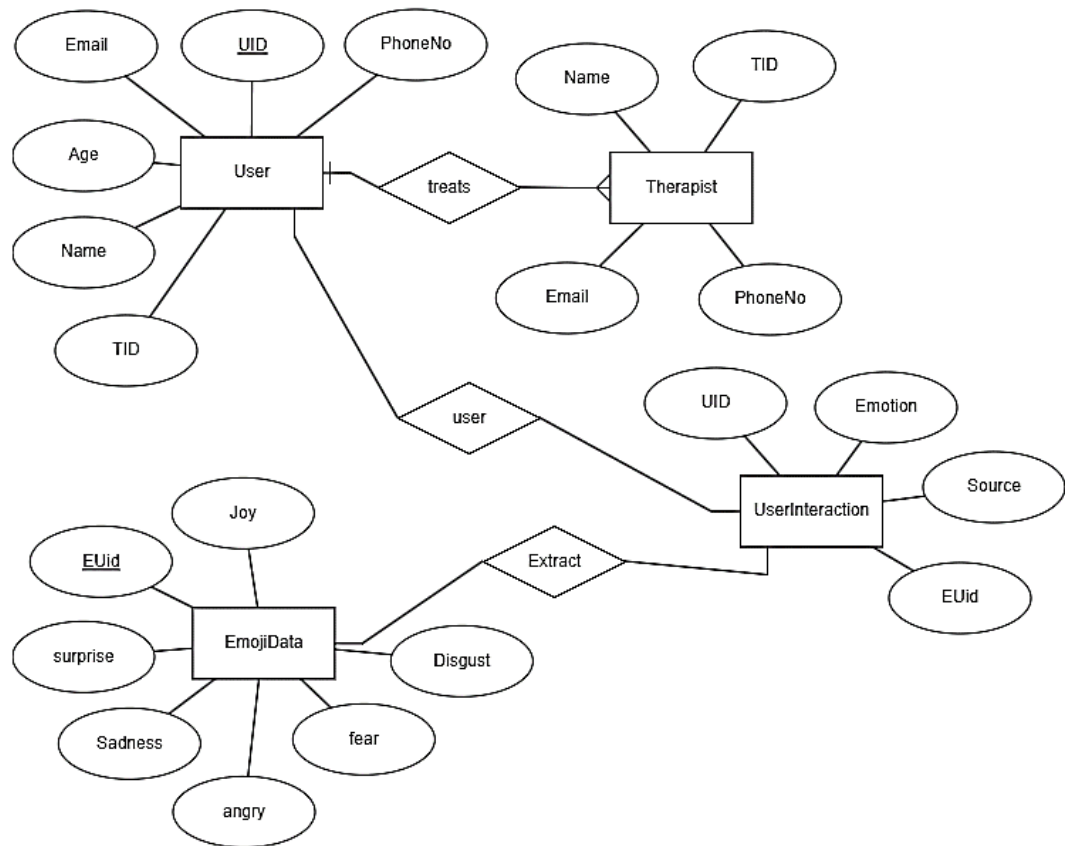 Email
UID
PhoneNo
Name
TID
Age
User
treats
Therapist
Name
Email
PhoneNo
TID
UID
Emotion
user
Source
UserInteraction
Joy
EUid
Extract
EUid
surprise
EmojiData
Disgust
Sadness
fear
angry